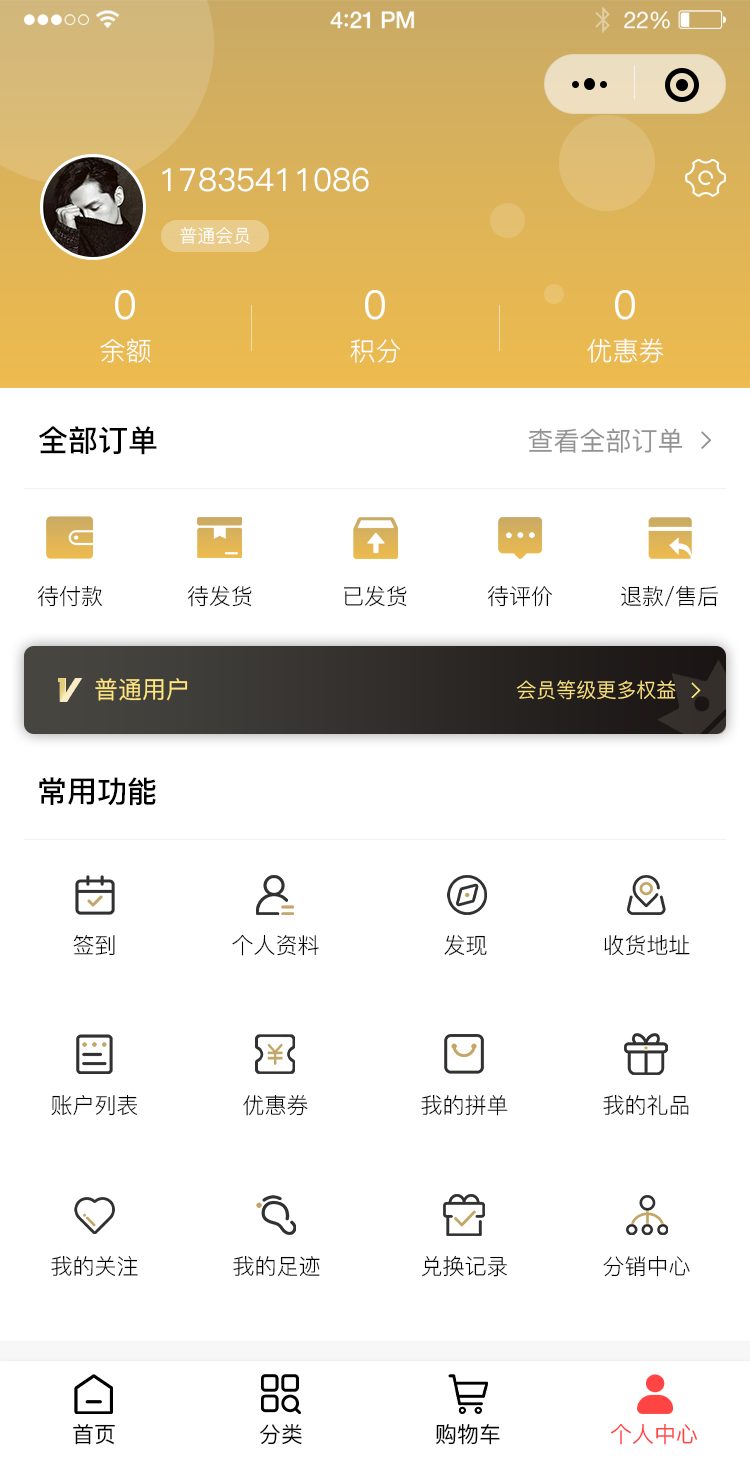 4:21 PM 22%
17835411086
普通会员
0 0 0
余额 积分 优惠券
全部订单 查看全部订单
待付款 待发货 已发货 待评价 退款/售后
普通用户 会员等级更多权益
常用功能
签到 个人资料 发现 收货地址
账户列表 优惠券 我的拼单 我的礼品
我的关注 我的足迹 兑换记录 分销中心
首页 分类 购物车 个人中心